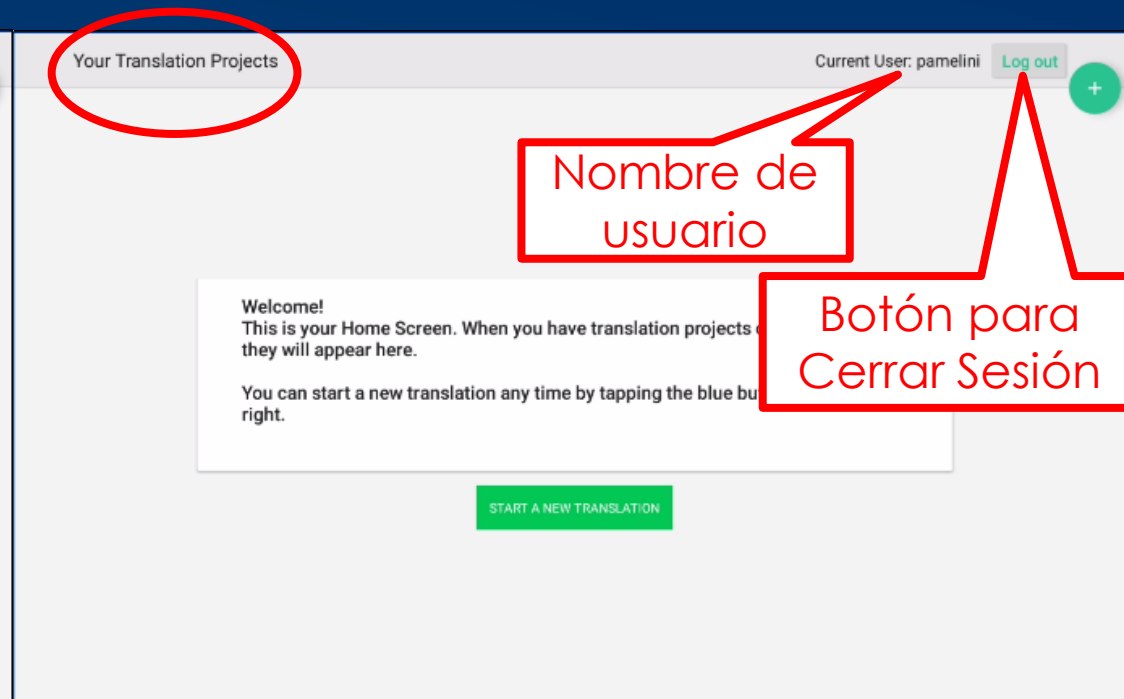 Your Translation Projects
Current User: pamelini
Log out
+
Nombre de
usuario
Botón para
Cerrar Sesión
Welcome!
This is your Home Screen. When you have translation projects
they will appear here.
You can start a new translation any time by tapping the blue
right.
START A NEW TRANSLATION